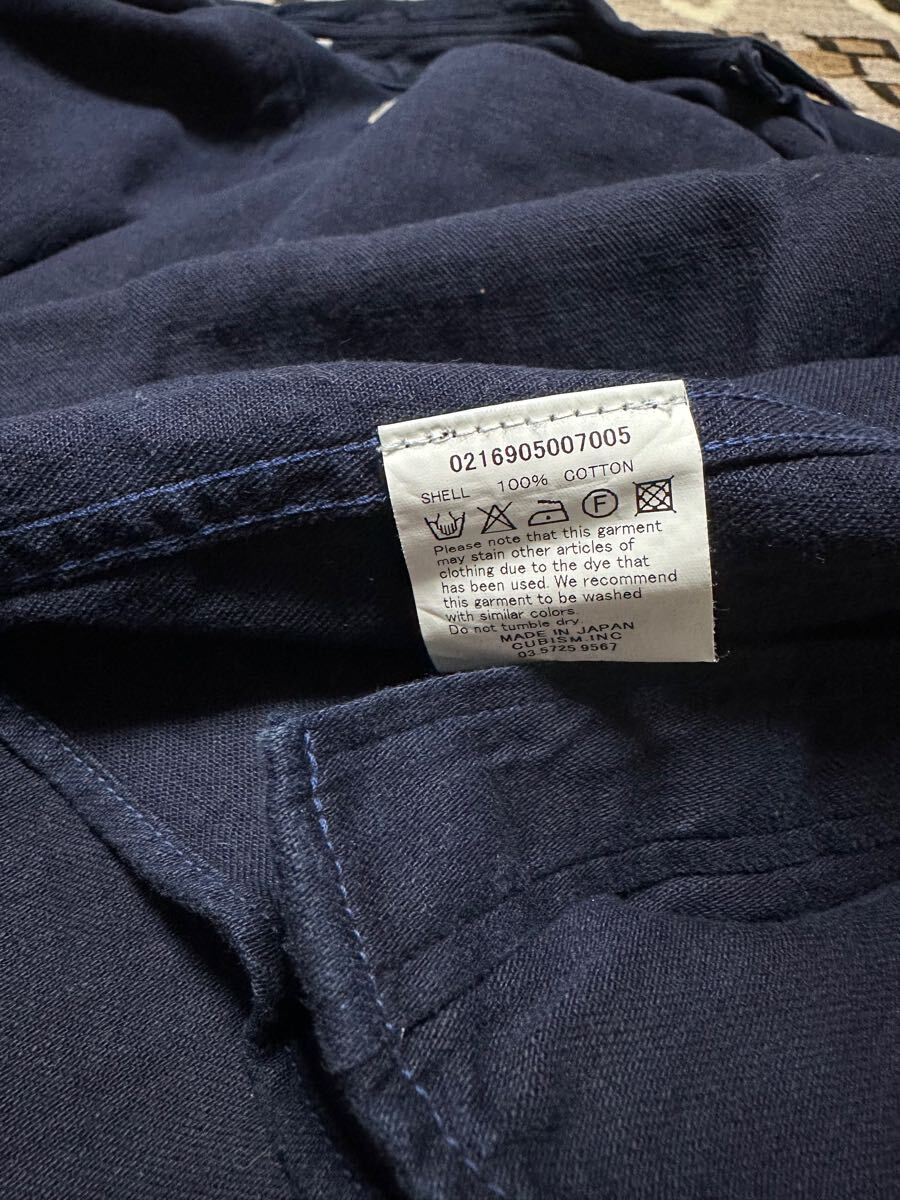 0216905007005
SHELL 100% COTTON
F
Please note that this garment
may stain other articles of
clothing due to the dye that
has been used. We recommend
this garment to be washed
with similar colors.
Do not tumble dry.
MADE IN JAPAN
CUBISM.INC
03.5725.9567